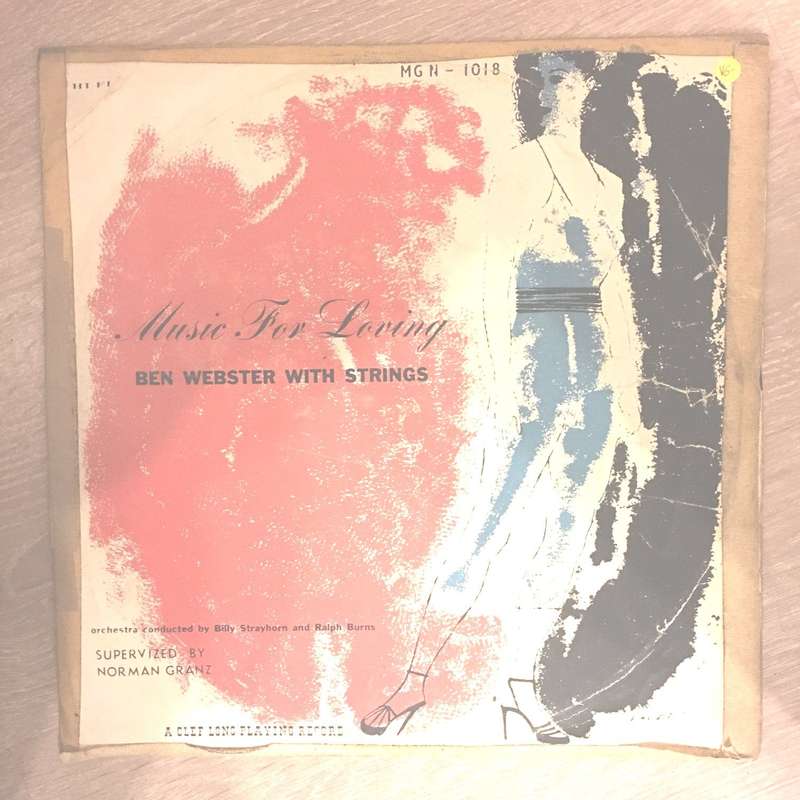 HI FI
MG N - 1018
VG-
Music For Loving
BEN WEBSTER WITH STRINGS
orchestra conducted by Billy Strayhorn and Ralph Burns
SUPERVIZED BY
NORMAN GRANZ
A CLEF LONG PLAYING RECORD